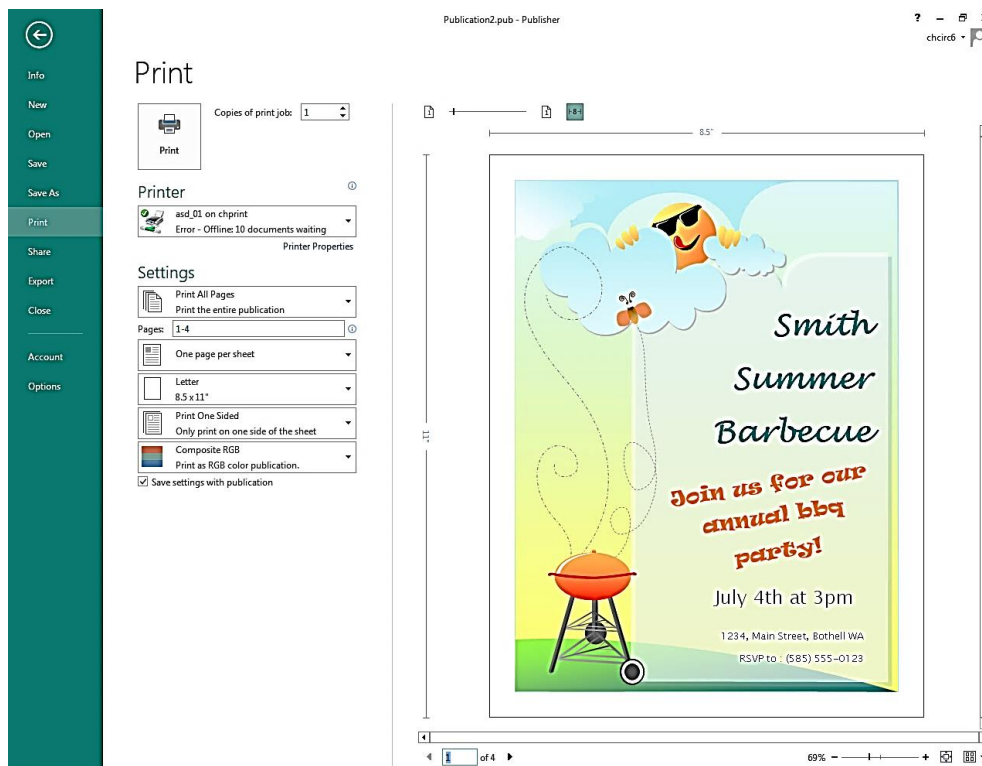 Publication2.pub - Publisher
?
chcirc6
Info
New
Open
Save
Save As
Print
Share
Export
Close
Account
Options
Print
Print
Copies of print job: 1
Printer
asd_01 on chprint
Error - Offline: 10 documents waiting
Printer Properties
Settings
Print All Pages
Print the entire publication
Pages: 1-4
One page per sheet
Letter
8.5 x 11"
Print One Sided
Only print on one side of the sheet
Composite RGB
Print as RGB color publication.
Save settings with publication
1 1 8
8.5"
11"
Smith
Summer
Barbecue
Join us for our
annual bbq
party!
July 4th at 3pm
1234, Main Street, Bothell WA
RSVP to : (585) 555-0123
1 of 4
69%